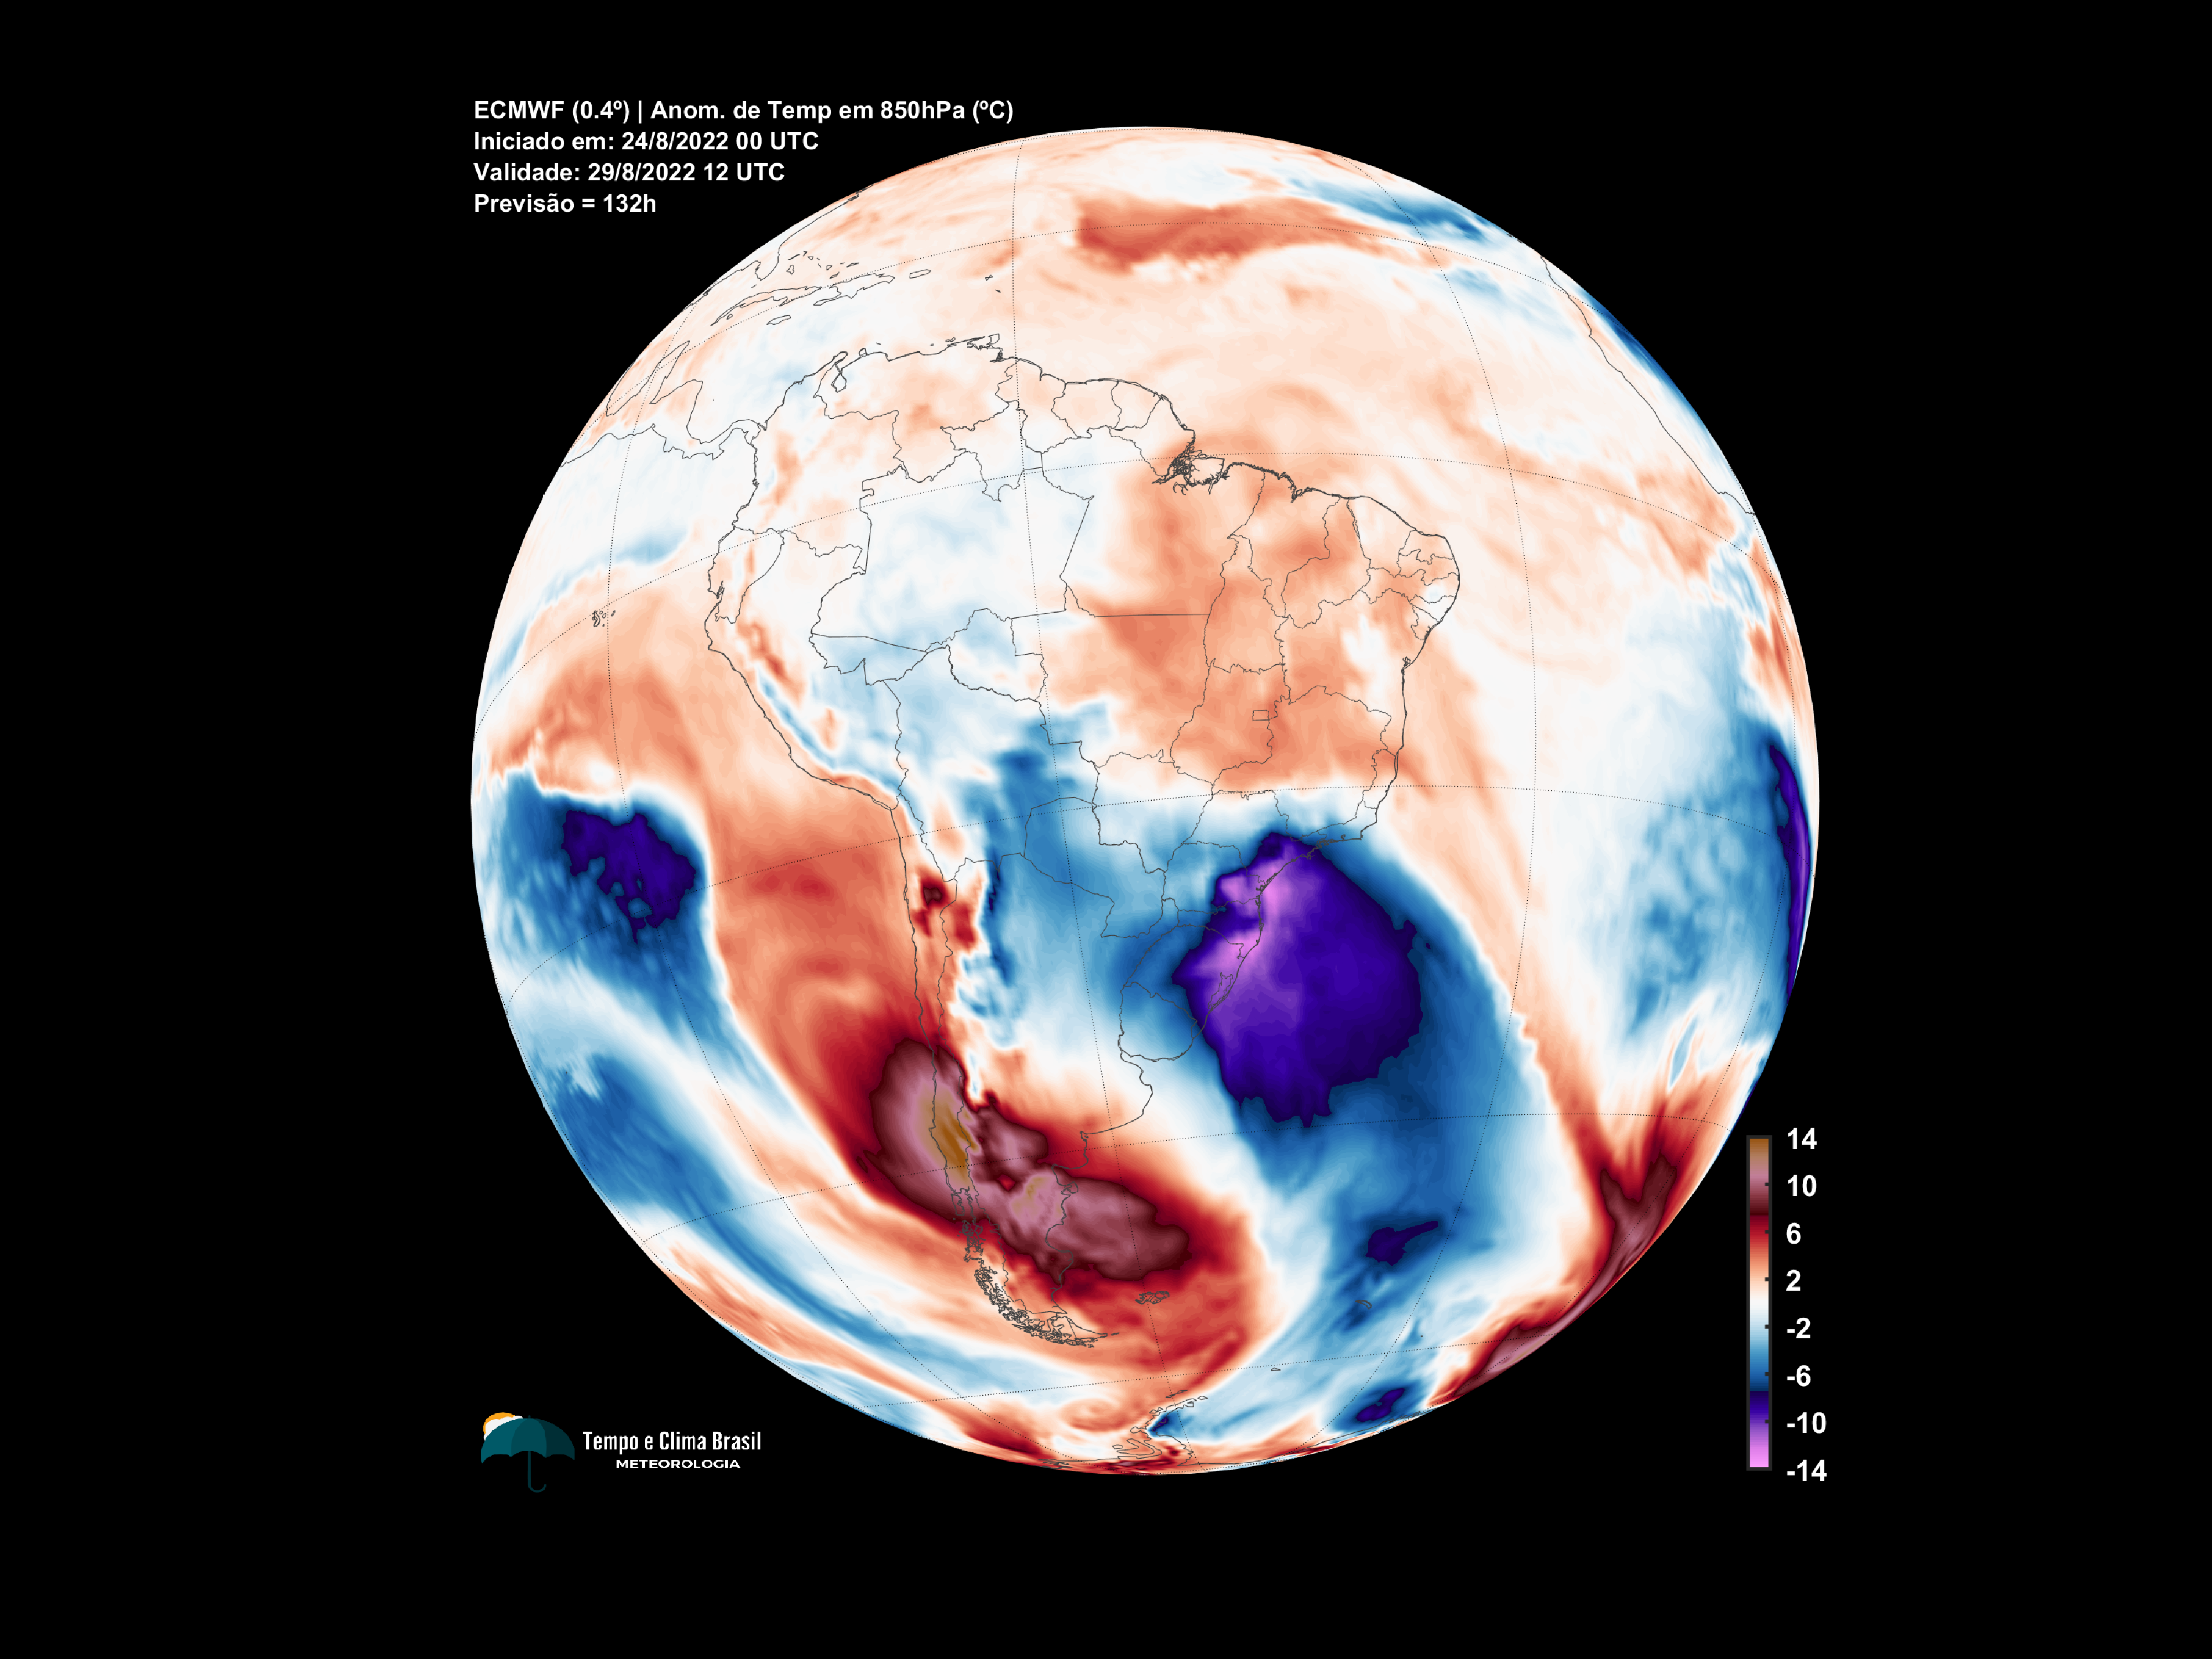 ECMWF (0.4º) | Anom. de Temp em 850hPa (ºC)
Iniciado em: 24/8/2022 00 UTC
Validade: 29/8/2022 12 UTC
Previsão = 132h
14
10
6
2
-2
-6
-10
-14
Tempo e Clima Brasil
METEOROLOGIA